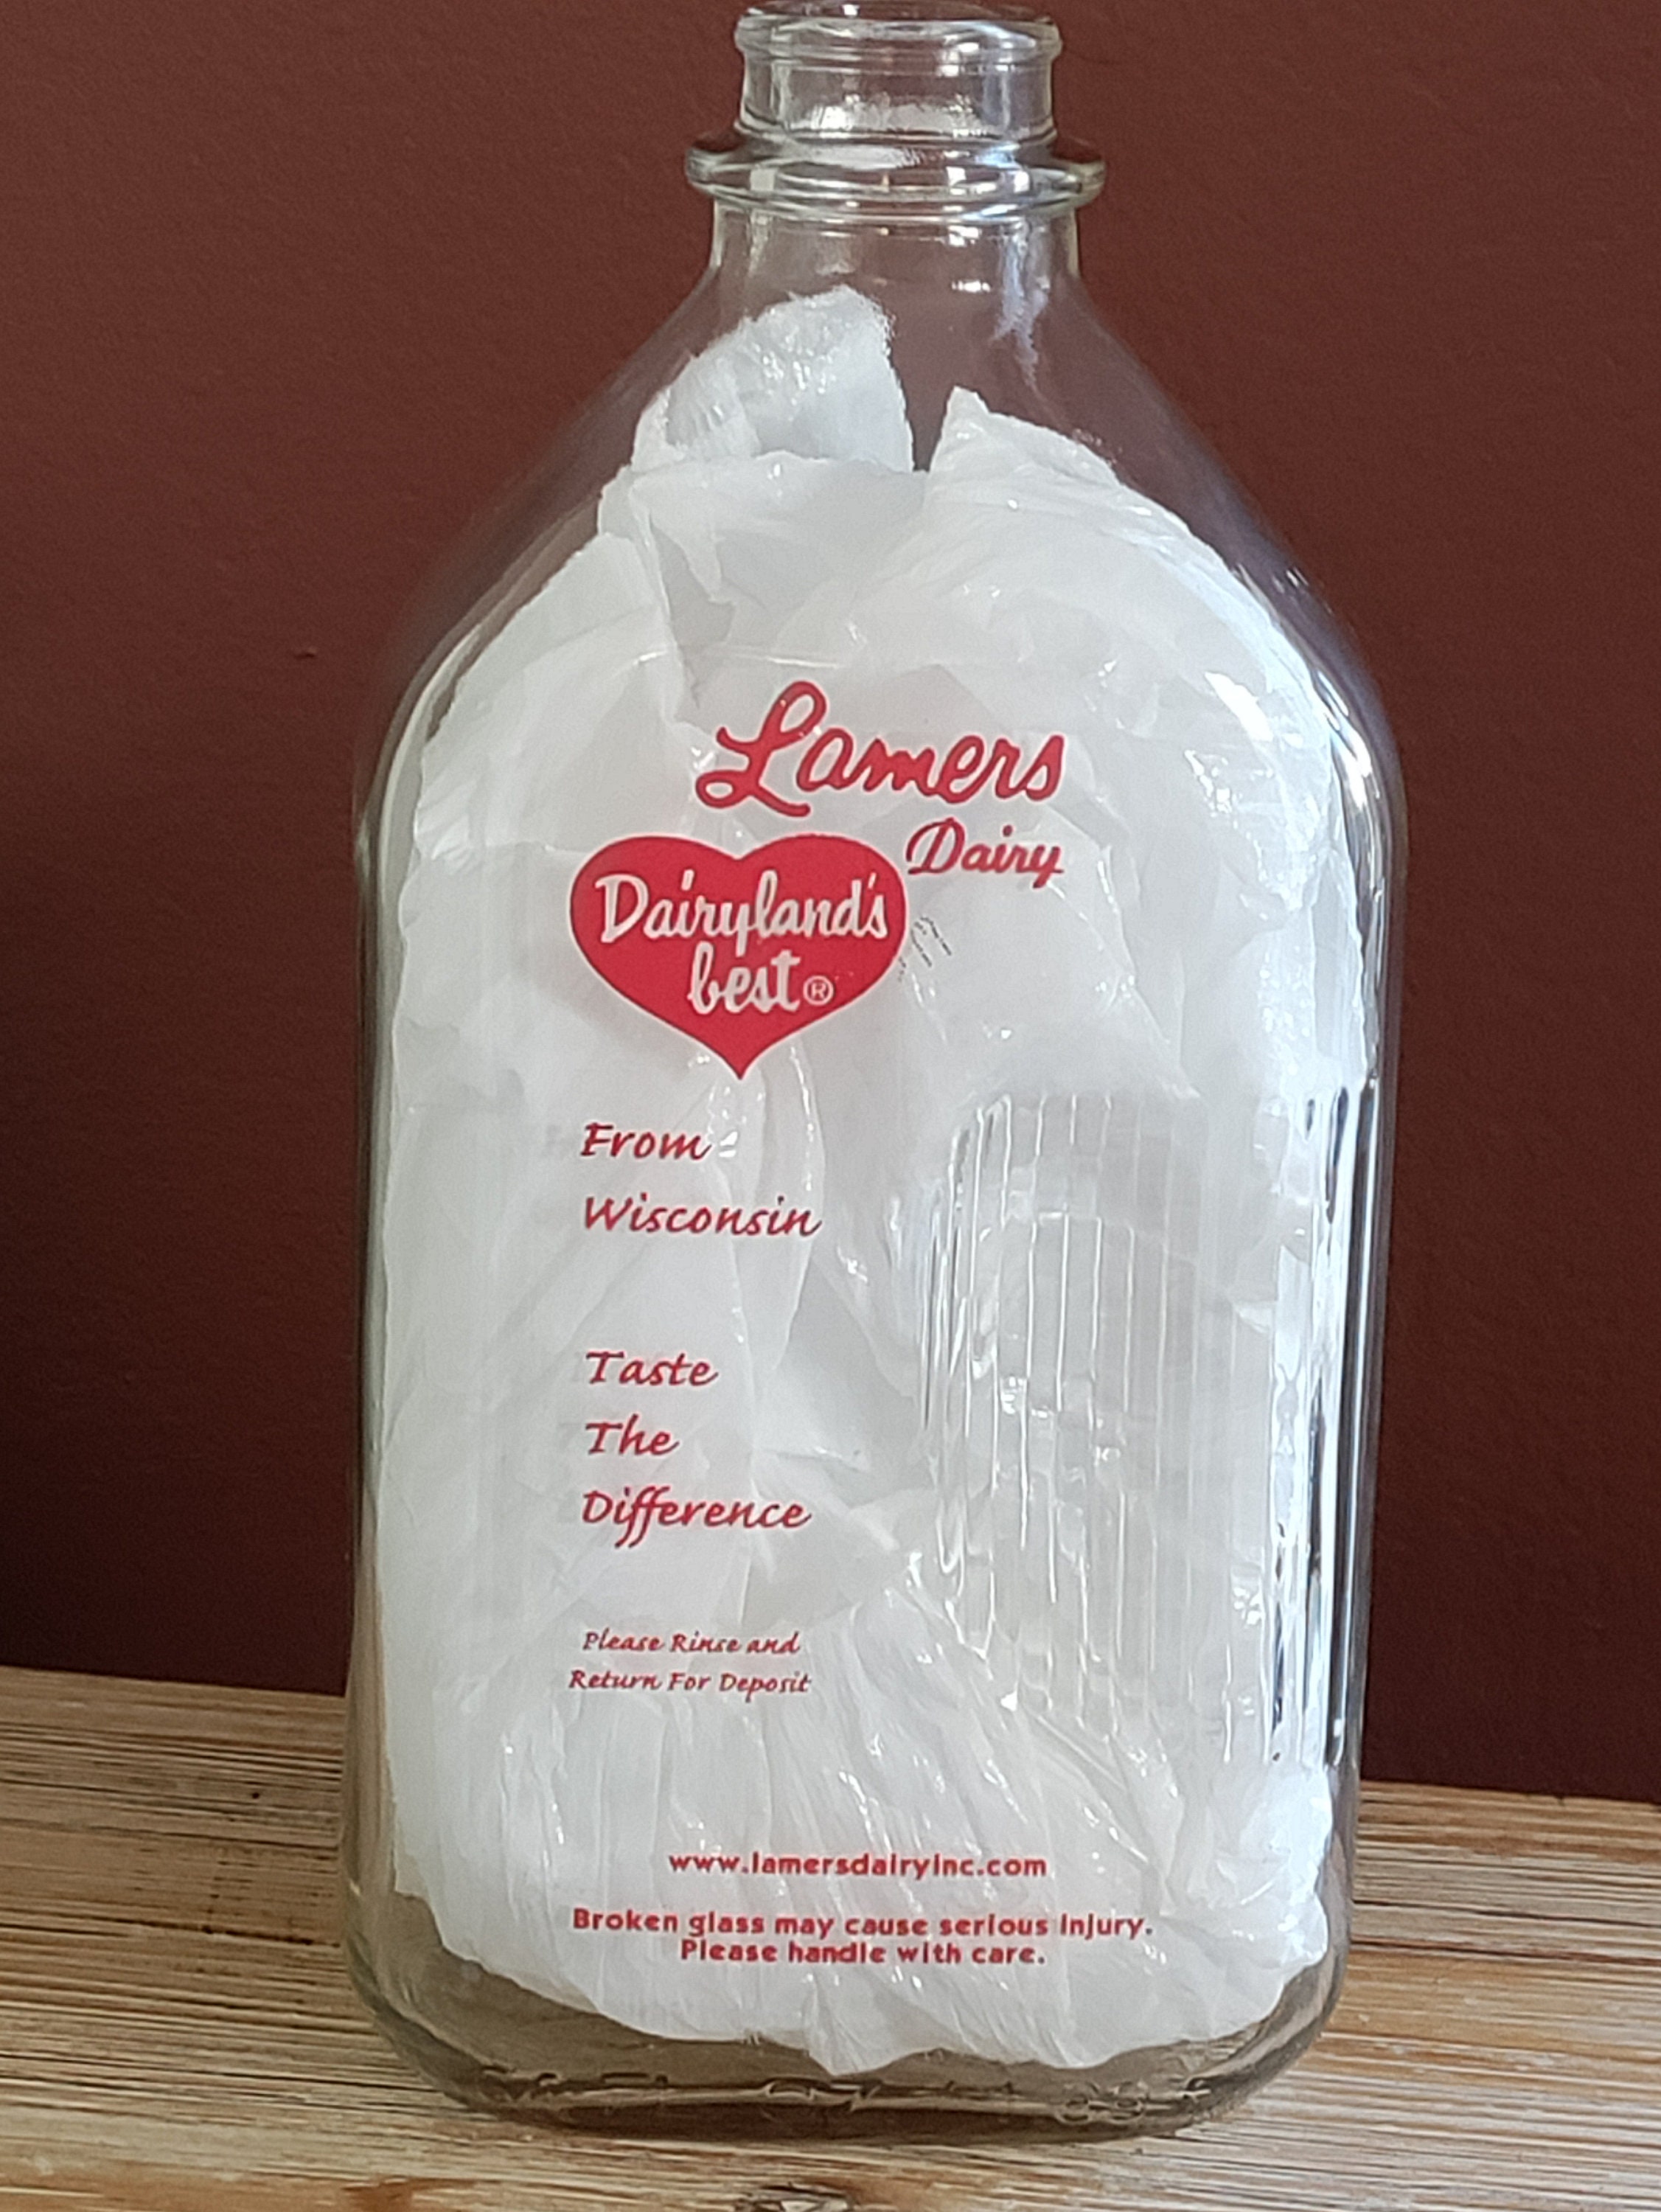 Lamers
Dairy
Dairyland's
best®
From
Wisconsin
Taste
The
Difference
Please Rinse and
Return For Deposit
www.lamersdairyinc.com
Broken glass may cause serious injury.
Please handle with care.